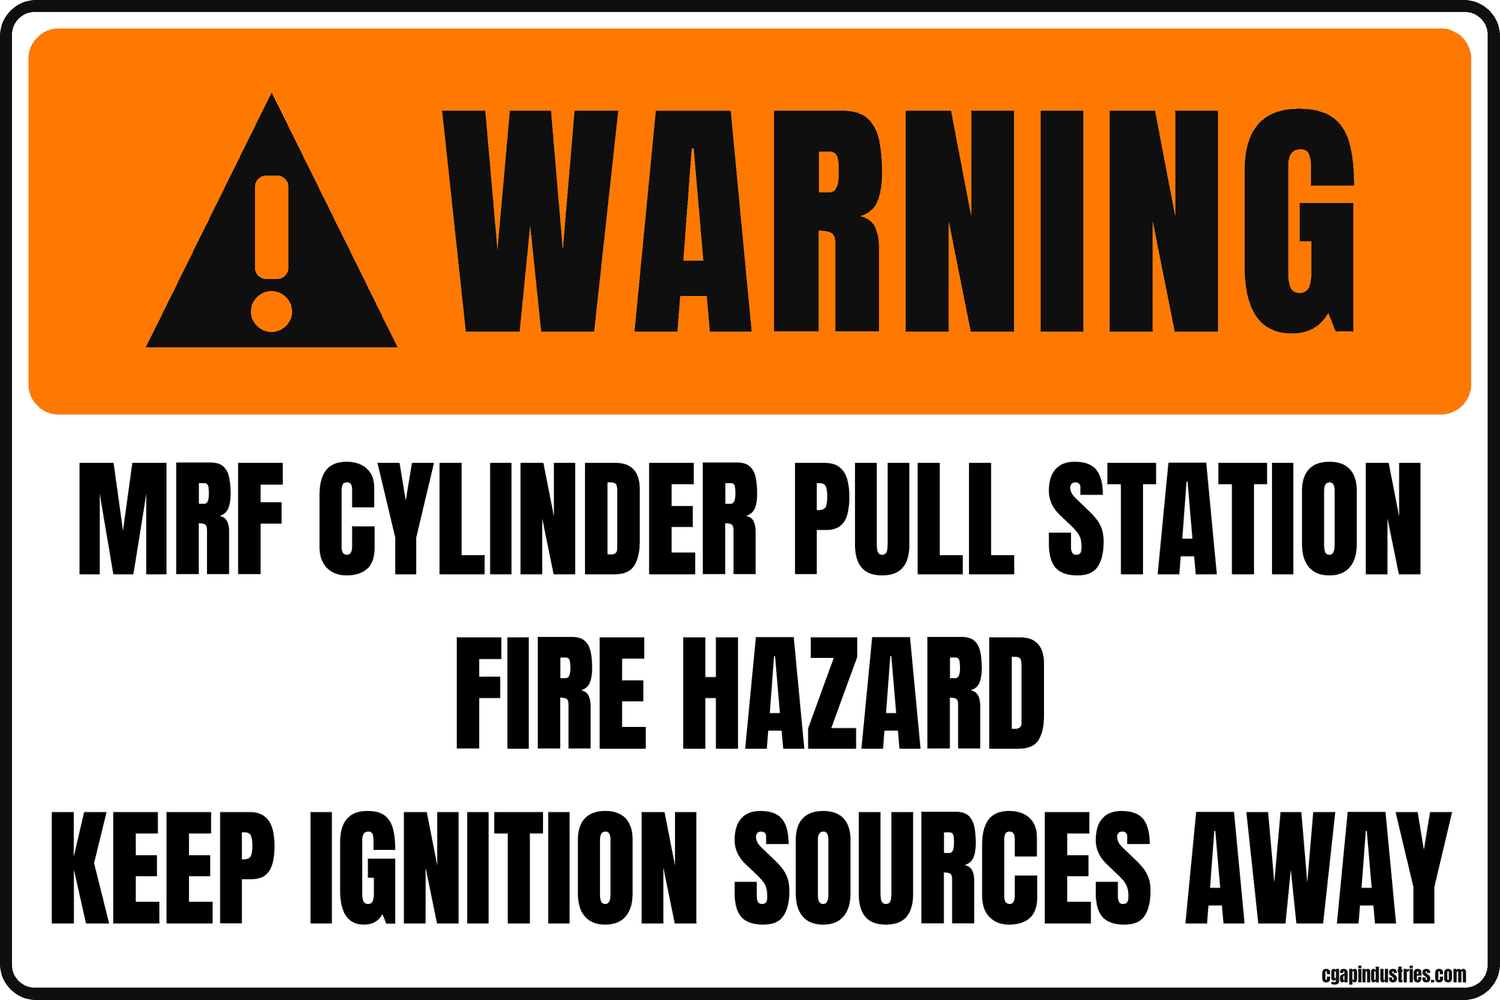 WARNING
MRF CYLINDER PULL STATION
FIRE HAZARD
KEEP IGNITION SOURCES AWAY
cgapindustries.com